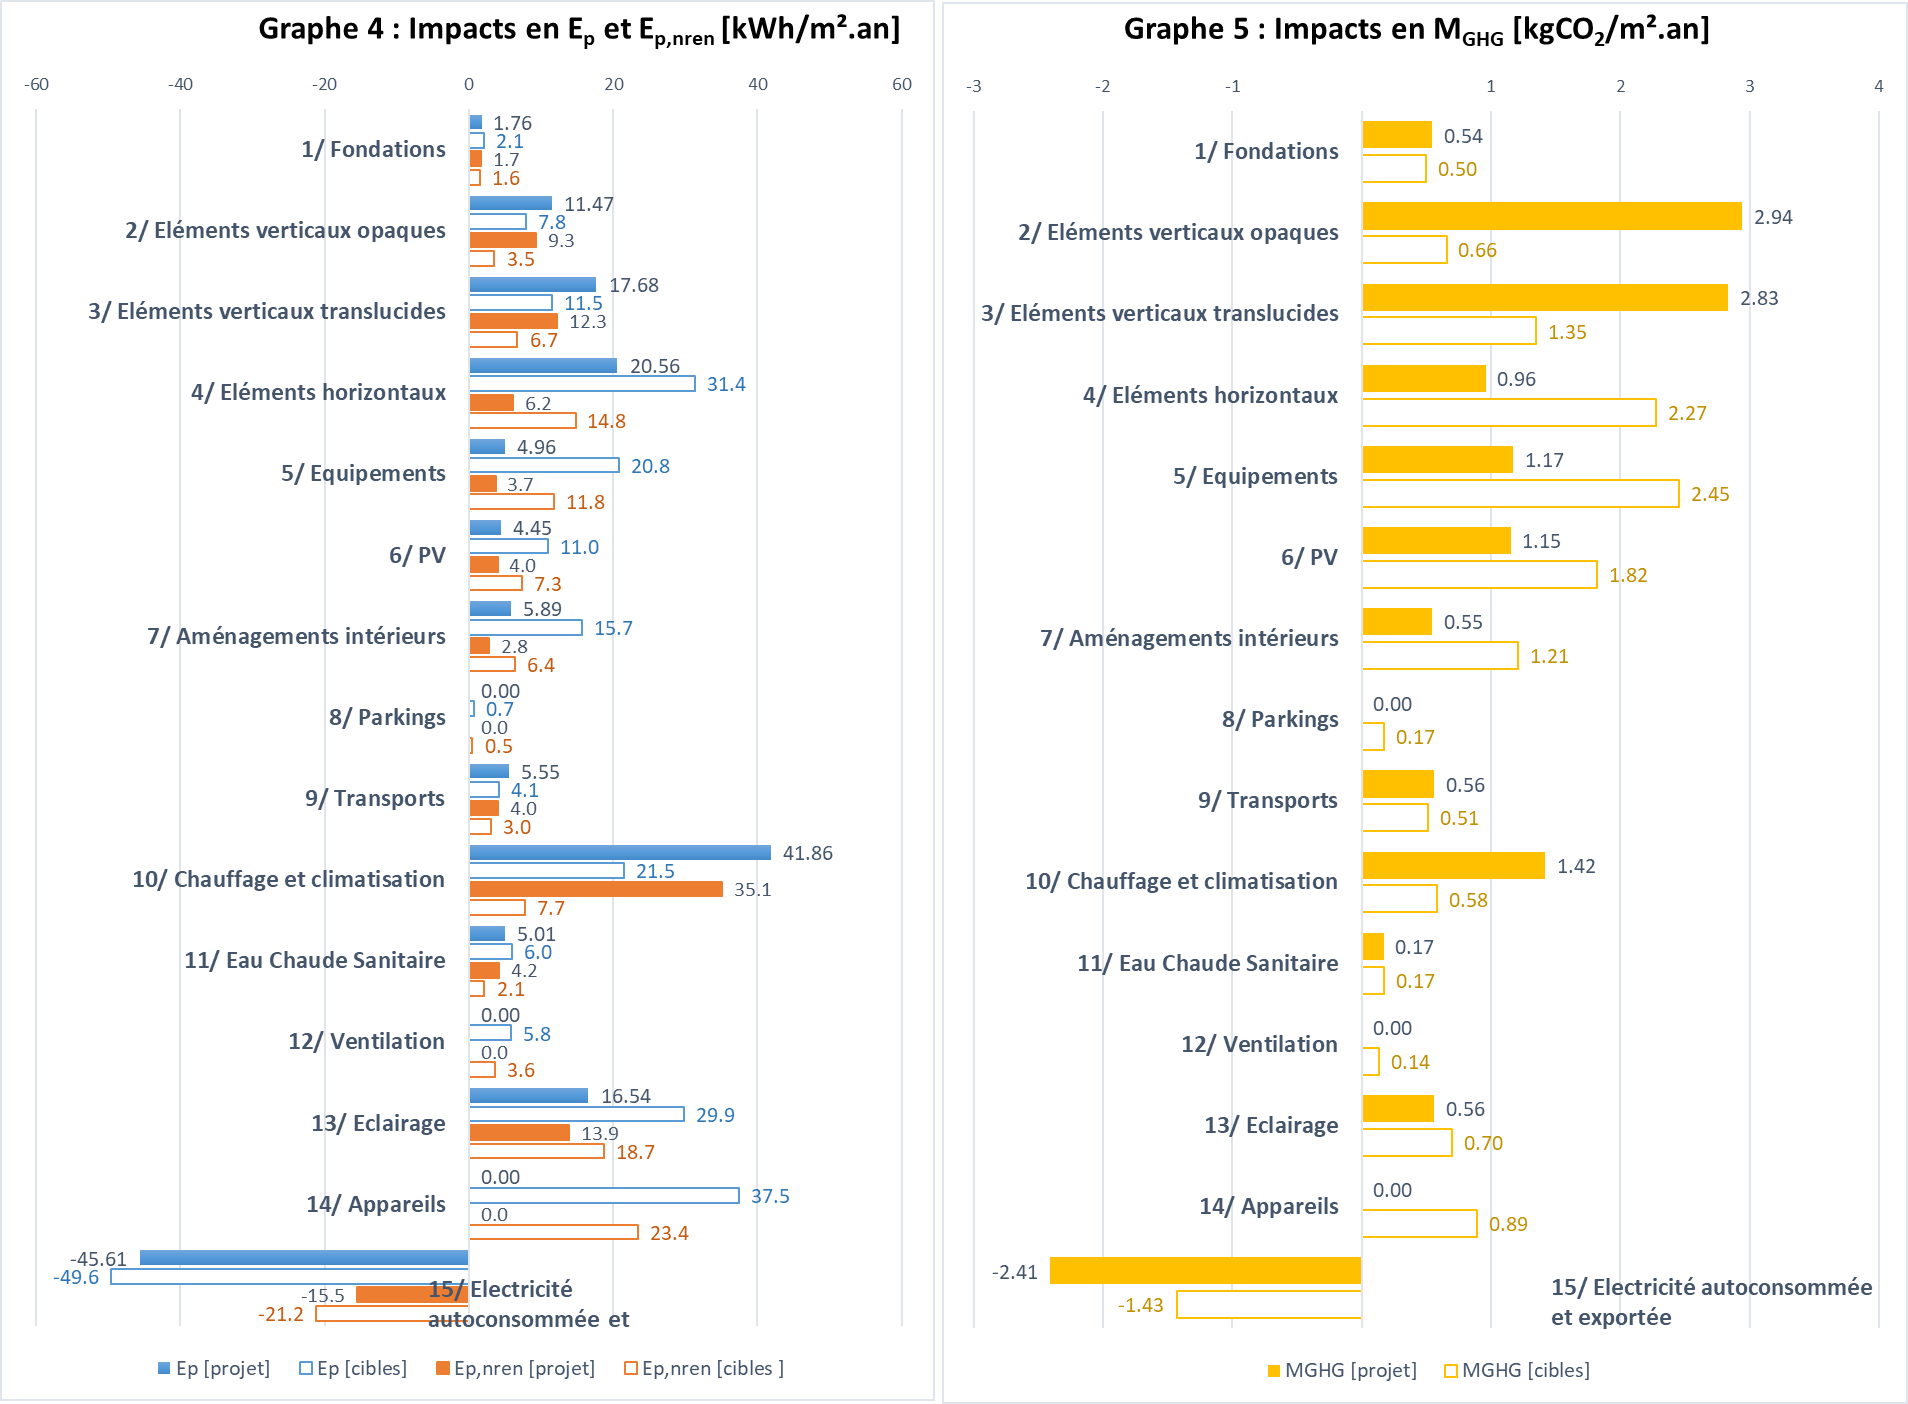 Graphe 4 : Impacts en Ep et Ep,nren [kWh/m².an]
-60 -40 -20 0 20 40 60
1/ Fondations
1.76
2.1
1.7
1.6
2/ Eléments verticaux opaques
11.47
7.8
9.3
3.5
3/ Eléments verticaux translucides
17.68
11.5
12.3
6.7
4/ Eléments horizontaux
20.56
31.4
6.2
14.8
5/ Equipements
4.96
20.8
3.7
11.8
6/ PV
4.45
11.0
4.0
7.3
7/ Aménagements intérieurs
5.89
15.7
2.8
6.4
8/ Parkings
0.00
0.7
0.0
0.5
9/ Transports
5.55
4.1
4.0
3.0
10/ Chauffage et climatisation
41.86
21.5
35.1
7.7
11/ Eau Chaude Sanitaire
5.01
6.0
4.2
2.1
12/ Ventilation
0.00
5.8
0.0
3.6
13/ Eclairage
16.54
29.9
13.9
18.7
14/ Appareils
0.00
37.5
0.0
23.4
15/ Electricité
autoconsommée et
-45.61
-49.6
-15.5
-21.2
Ep [projet] Ep [cibles] Ep,nren [projet] Ep,nren [cibles ]
Graphe 5 : Impacts en MGHG [kgCO2/m².an]
-3 -2 -1 1 2 3 4
1/ Fondations
0.54
0.50
2/ Eléments verticaux opaques
2.94
0.66
3/ Eléments verticaux translucides
2.83
1.35
4/ Eléments horizontaux
0.96
2.27
5/ Equipements
1.17
2.45
6/ PV
1.15
1.82
7/ Aménagements intérieurs
0.55
1.21
8/ Parkings
0.00
0.17
9/ Transports
0.56
0.51
10/ Chauffage et climatisation
1.42
0.58
11/ Eau Chaude Sanitaire
0.17
0.17
12/ Ventilation
0.00
0.14
13/ Eclairage
0.56
0.70
14/ Appareils
0.00
0.89
15/ Electricité autoconsommée
et exportée
-2.41
-1.43
MGHG [projet] MGHG [cibles]